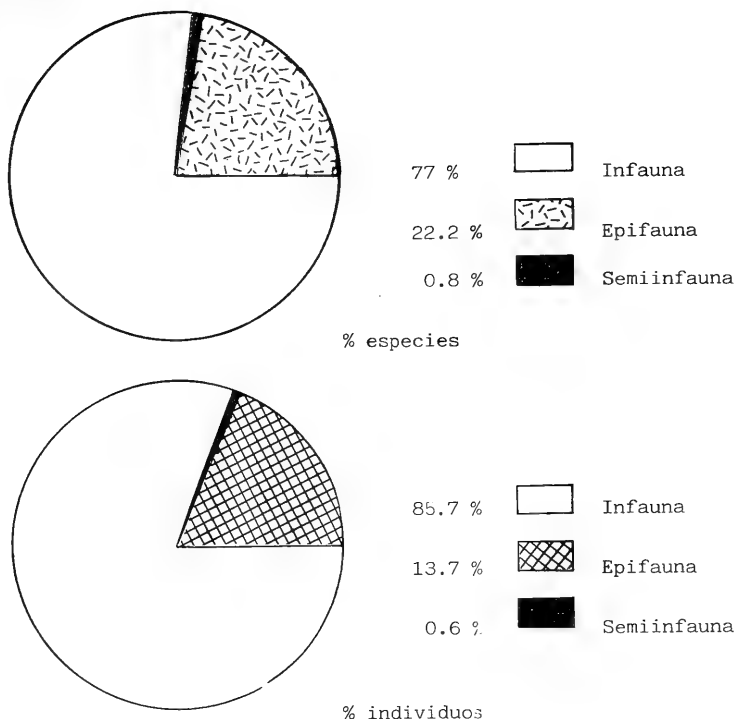 77 % Infauna
22.2 % Epifauna
0.8 % Semiinfauna
% especies
85.7 % Infauna
13.7 % Epifauna
0.6 % Semiinfauna
% individuos